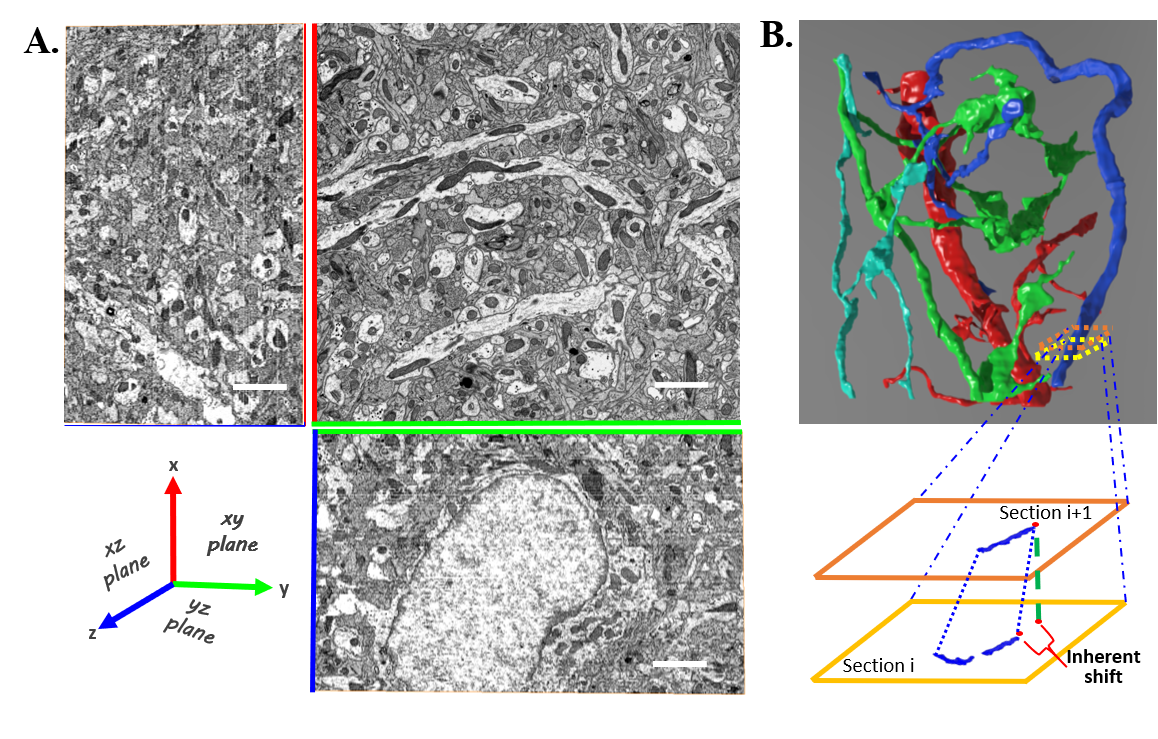 A.
B.
x
xy
plane
xz
plane
y
yz
plane
z
Section i+1
Section i
Inherent
shift